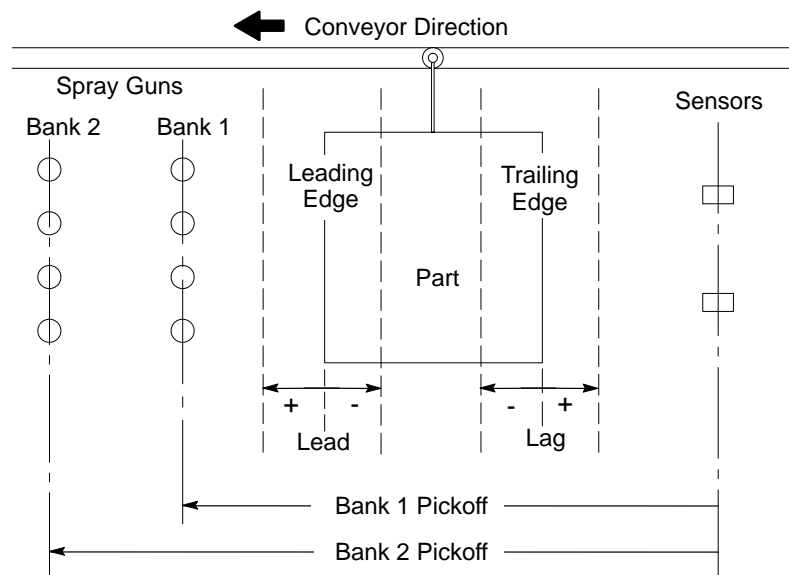 Conveyor Direction
Spray Guns
Sensors
Bank 2
Bank 1
Leading
Edge
Trailing
Edge
Part
+ -
- +
Lead
Lag
Bank 1 Pickoff
Bank 2 Pickoff